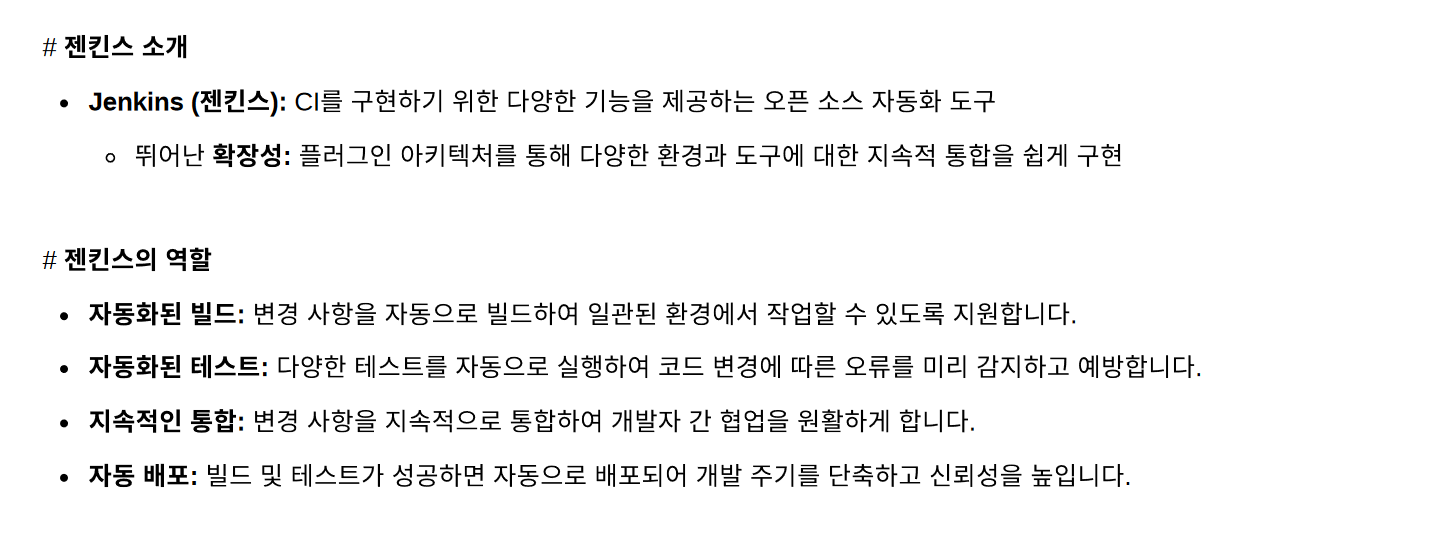 # 젠킨스 소개
• Jenkins (젠킨스): CI를 구현하기 위한 다양한 기능을 제공하는 오픈 소스 자동화 도구
◦ 뛰어난 확장성: 플러그인 아키텍처를 통해 다양한 환경과 도구에 대한 지속적 통합을 쉽게 구현
# 젠킨스의 역할
• 자동화된 빌드: 변경 사항을 자동으로 빌드하여 일관된 환경에서 작업할 수 있도록 지원합니다.
• 자동화된 테스트: 다양한 테스트를 자동으로 실행하여 코드 변경에 따른 오류를 미리 감지하고 예방합니다.
• 지속적인 통합: 변경 사항을 지속적으로 통합하여 개발자 간 협업을 원활하게 합니다.
• 자동 배포: 빌드 및 테스트가 성공하면 자동으로 배포되어 개발 주기를 단축하고 신뢰성을 높입니다.